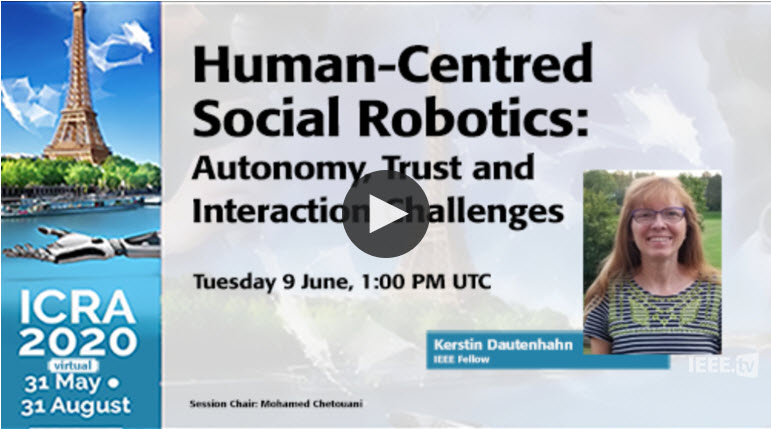 Human-Centred
Social Robotics:
Autonomy, Trust and
Interaction Challenges
Tuesday 9 June, 1:00 PM UTC
Kerstin Dautenhahn
IEEE Fellow
IEEE.tv
ICRA
2020
virtual
31 May •
31 August
Session Chair: Mohamed Chetouani